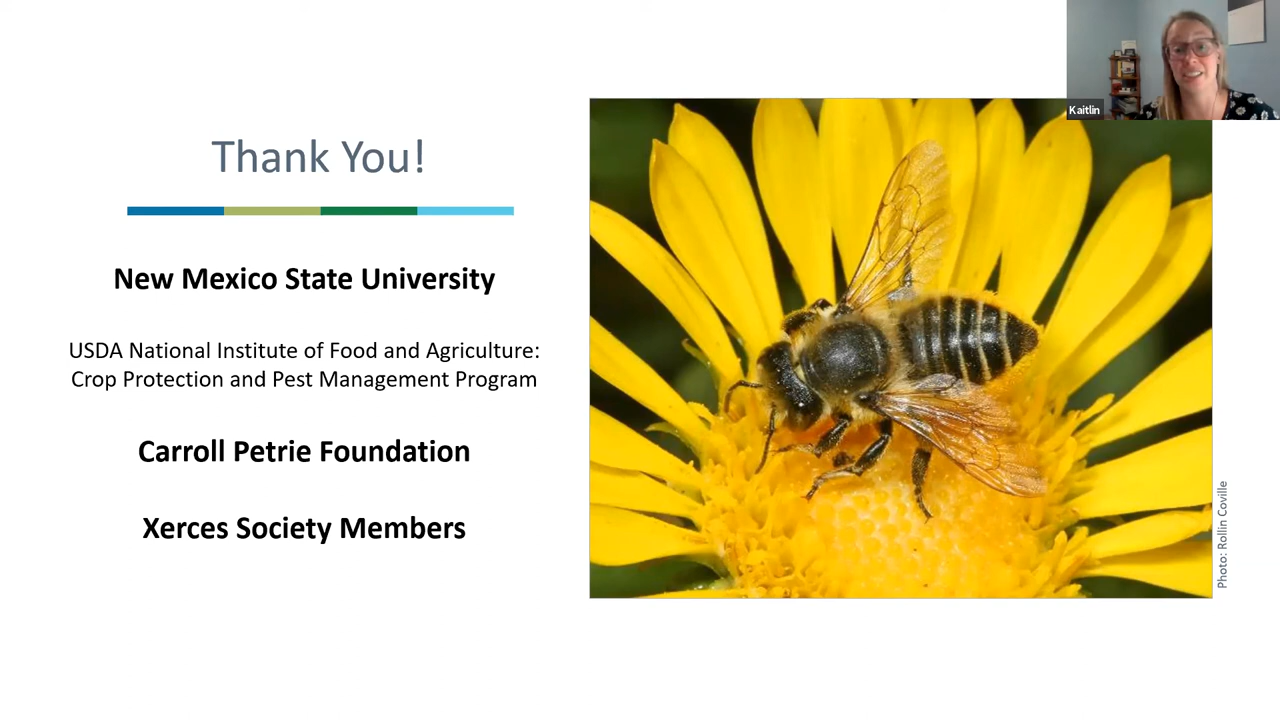 Kaitlin
Thank You!
New Mexico State University
USDA National Institute of Food and Agriculture:
Crop Protection and Pest Management Program
Carroll Petrie Foundation
Xerces Society Members
Photo: Rollin Coville